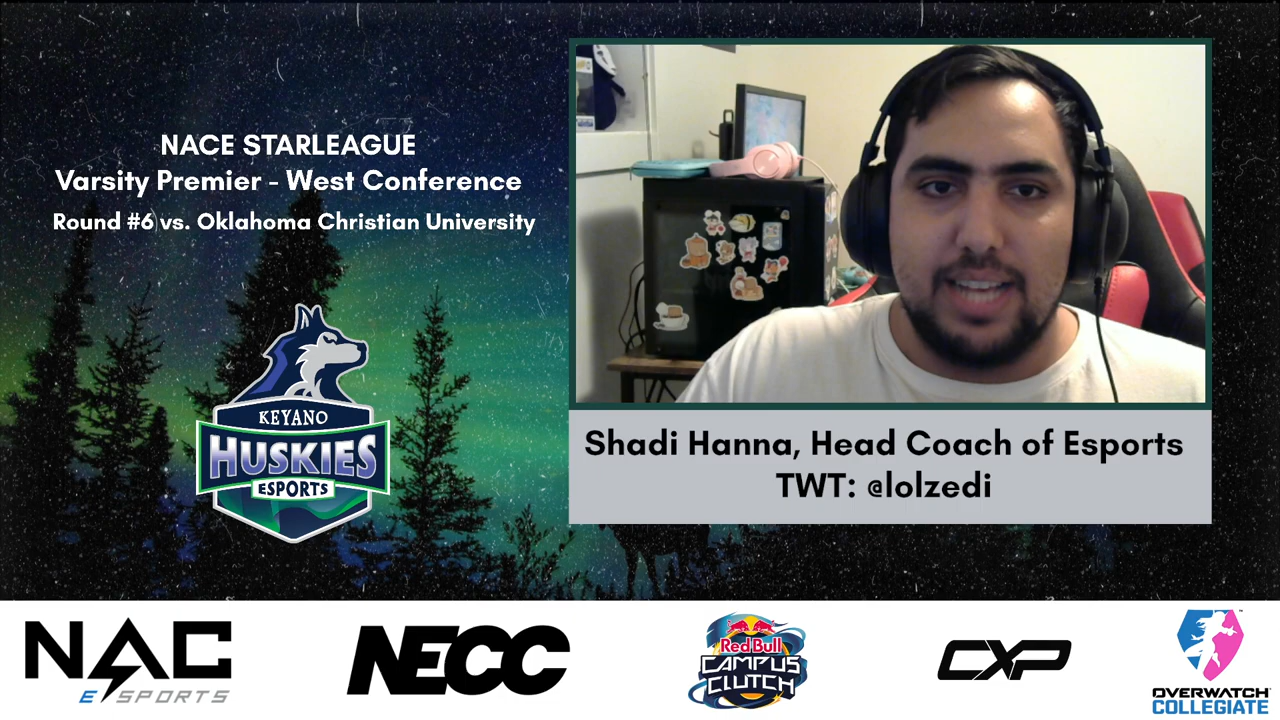 NACE STARLEAGUE
Varsity Premier - West Conference
Round #6 vs. Oklahoma Christian University
KEYANO
HUSKIES
ESPORTS
Shadi Hanna, Head Coach of Esports
TWT: @lolzedi
NAC
ESPORTS
NECC
Red Bull
CAMPUS
CLUTCH
CXP
OVERWATCH
COLLEGIATE